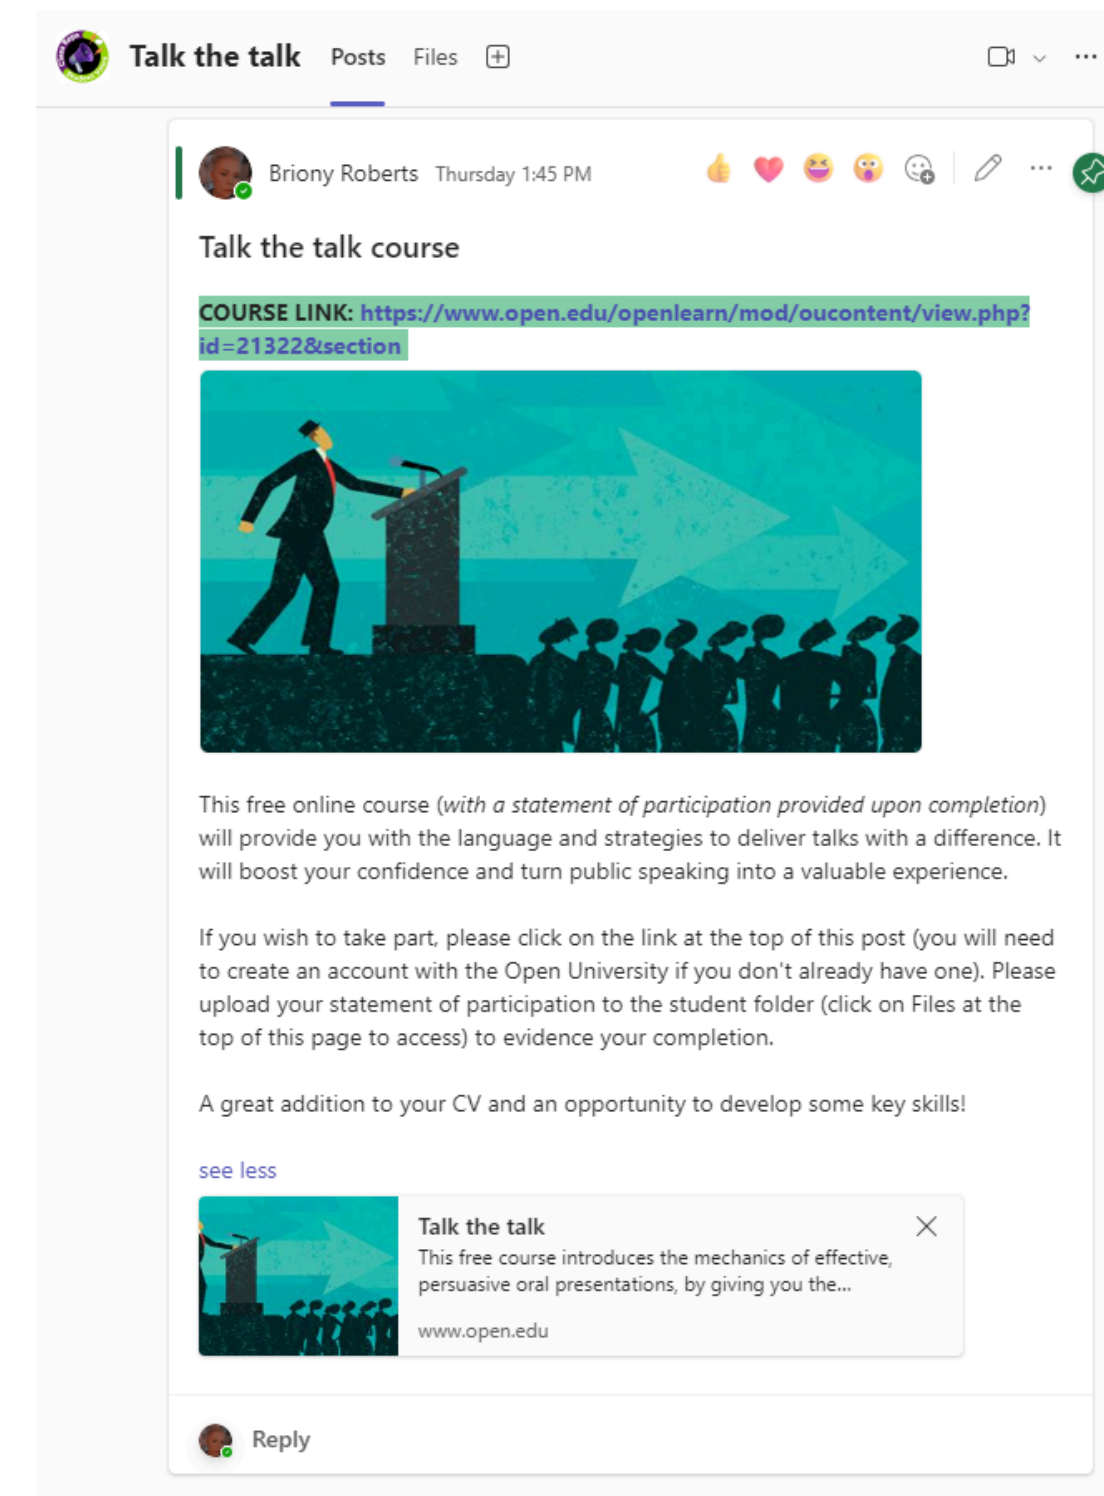 Talk the talk Posts Files
Briony Roberts Thursday 1:45 PM
Talk the talk course
COURSE LINK: https://www.open.edu/openlearn/mod/oucontent/view.php?
id=21322&section
This free online course (with a statement of participation provided upon completion)
will provide you with the language and strategies to deliver talks with a difference. It
will boost your confidence and turn public speaking into a valuable experience.
If you wish to take part, please click on the link at the top of this post (you will need
to create an account with the Open University if you don't already have one). Please
upload your statement of participation to the student folder (click on Files at the
top of this page to access) to evidence your completion.
A great addition to your CV and an opportunity to develop some key skills!
see less
Talk the talk
This free course introduces the mechanics of effective,
persuasive oral presentations, by giving you the...
www.open.edu
Reply